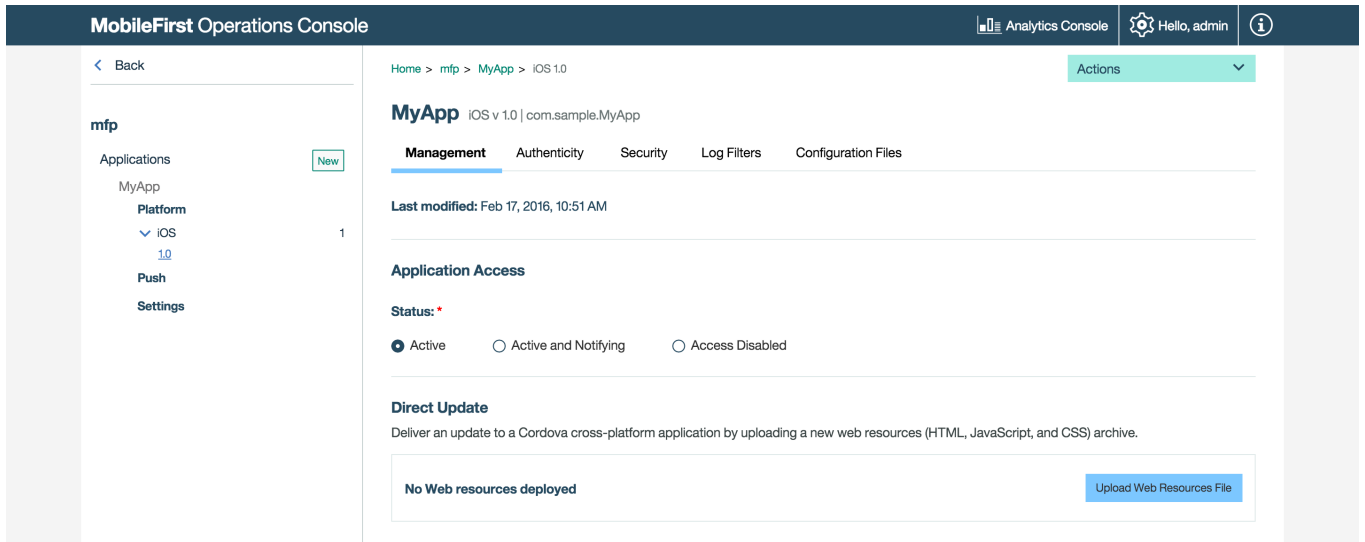 MobileFirst Operations Console
Analytics Console
Hello, admin
Back
mfp
Applications
New
MyApp
Platform
iOS
1
1.0
Push
Settings
Home > mfp > MyApp > iOS 1.0
Actions
MyApp iOS v 1.0 | com.sample.MyApp
Management Authenticity Security Log Filters Configuration Files
Last modified: Feb 17, 2016, 10:51 AM
Application Access
Status: *
Active Active and Notifying Access Disabled
Direct Update
Deliver an update to a Cordova cross-platform application by uploading a new web resources (HTML, JavaScript, and CSS) archive.
No Web resources deployed
Upload Web Resources File